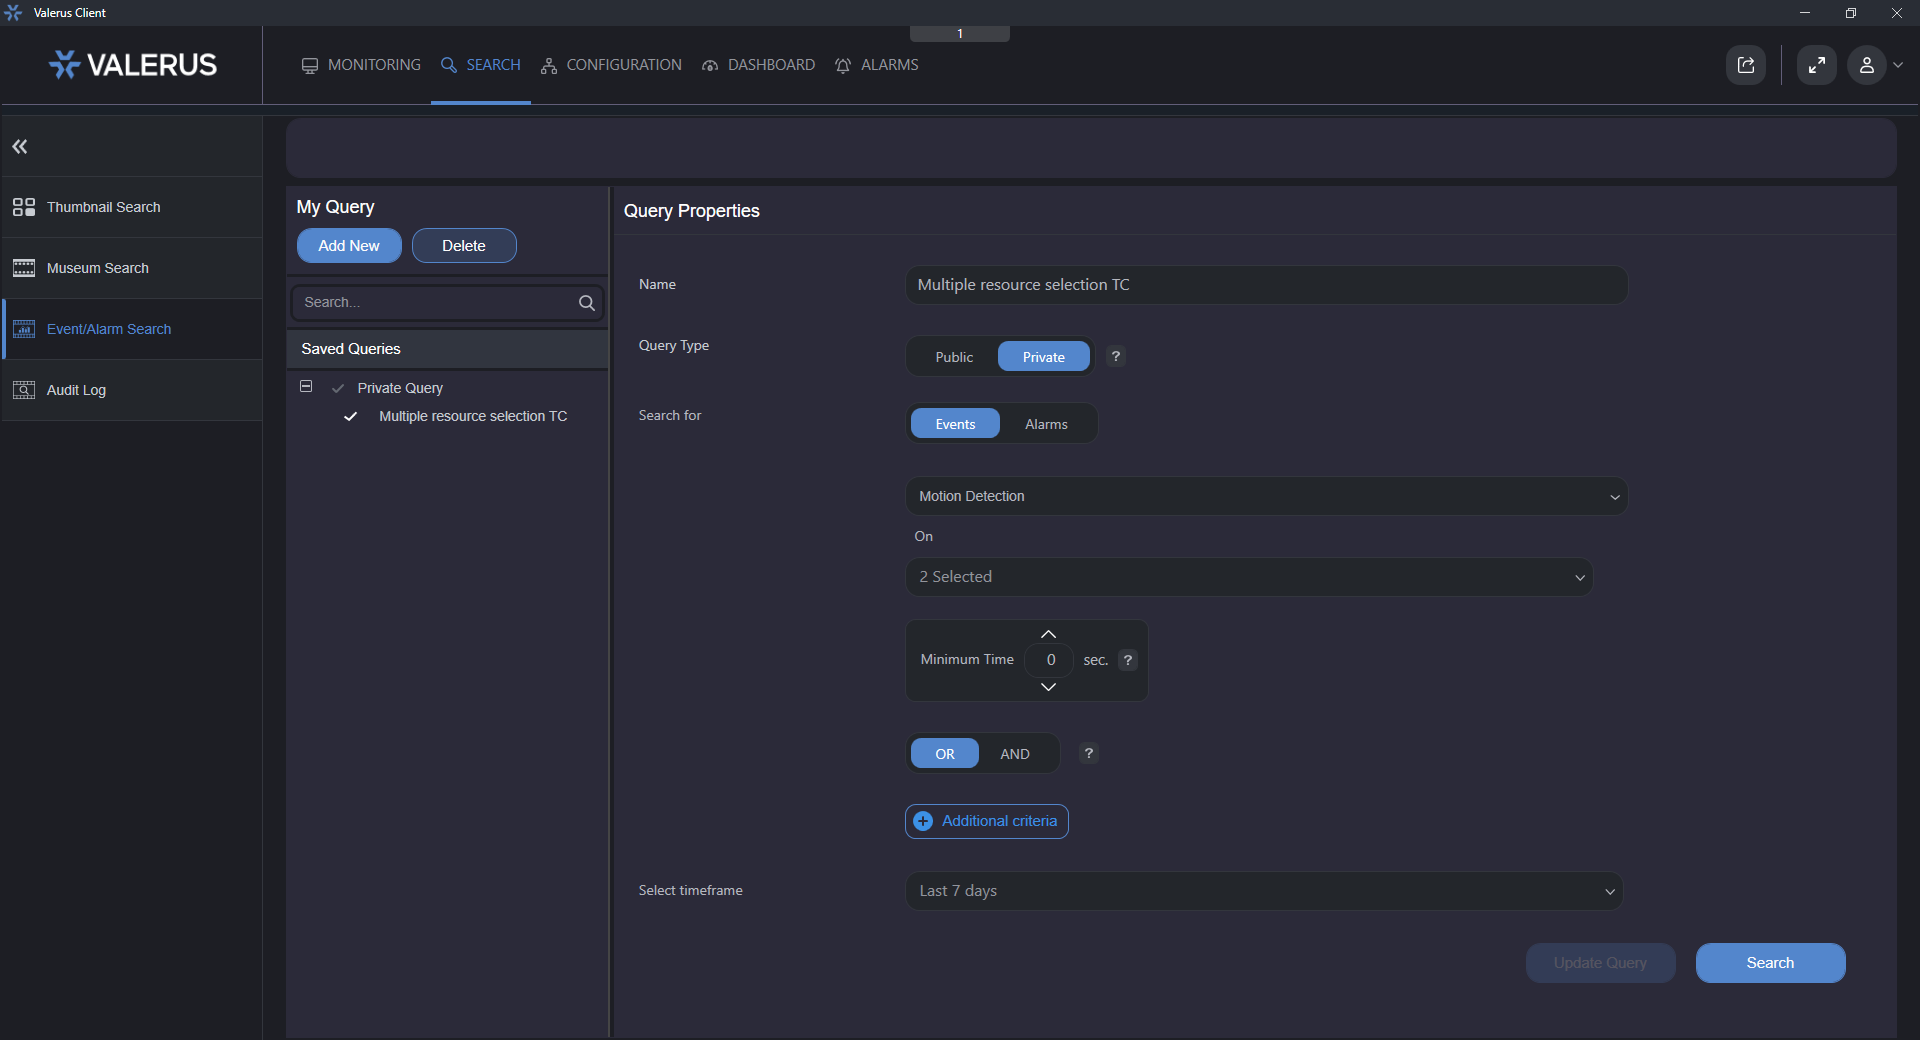 Valerus Client
1
VALERUS
MONITORING
SEARCH
CONFIGURATION
DASHBOARD
ALARMS
Thumbnail Search
Museum Search
Event/Alarm Search
Audit Log
My Query
Add New
Delete
Search...
Saved Queries
Private Query
Multiple resource selection TC
Query Properties
Name
Multiple resource selection TC
Query Type
Public
Private
?
Search for
Events
Alarms
Motion Detection
On
2 Selected
Minimum Time
0
sec.
?
OR
AND
?
Additional criteria
Select timeframe
Last 7 days
Update Query
Search